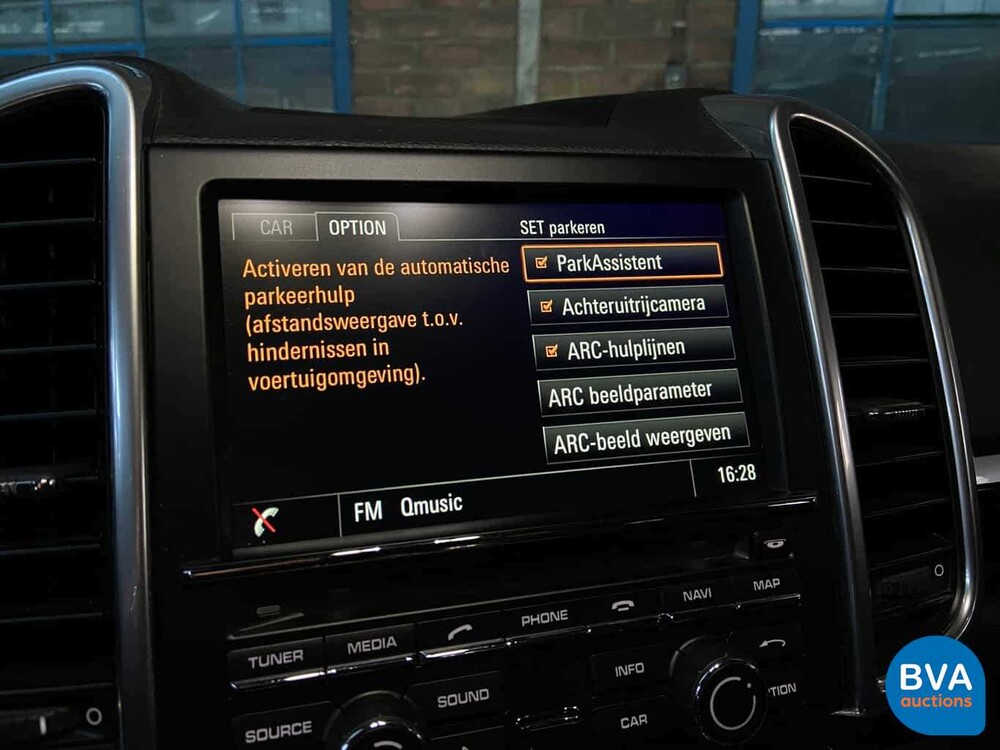 CAR OPTION
SET parkeren
Activeren van de automatische
parkeerhulp
(afstandsweergave t.o.v.
hindernissen in
voertuigomgeving).
ParkAssistent
Achteruitrijcamera
ARC-hulplijnen
ARC beeldparameter
ARC-beeld weergeven
FM Qmusic
16:28
TUNER MEDIA PHONE NAVI MAP
SOURCE SOUND INFO CAR
BVA
auctions